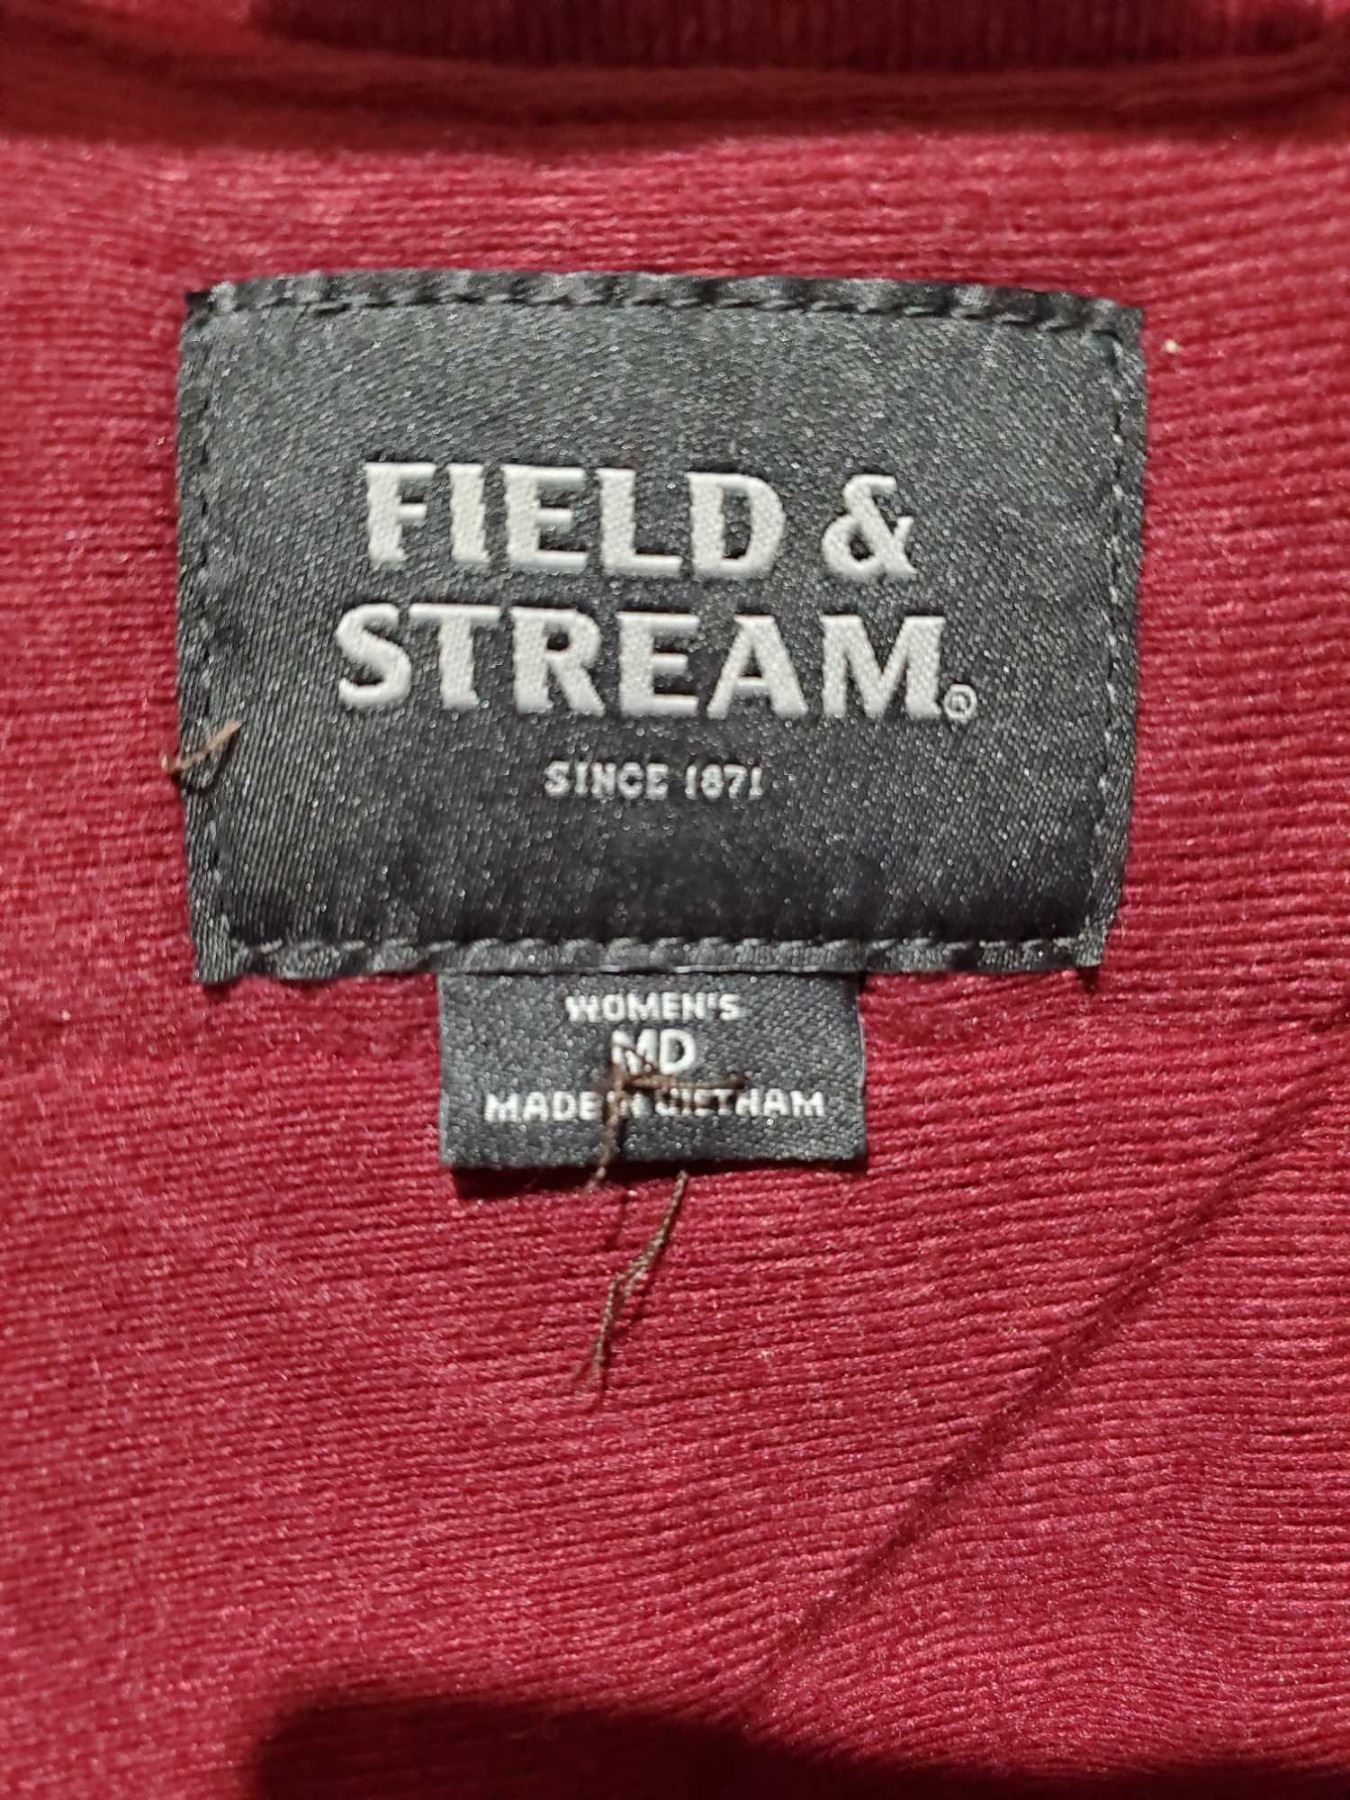 FIELD &
STREAM®
SINCE 1871
WOMEN'S
MD
MADE IN VIETNAM